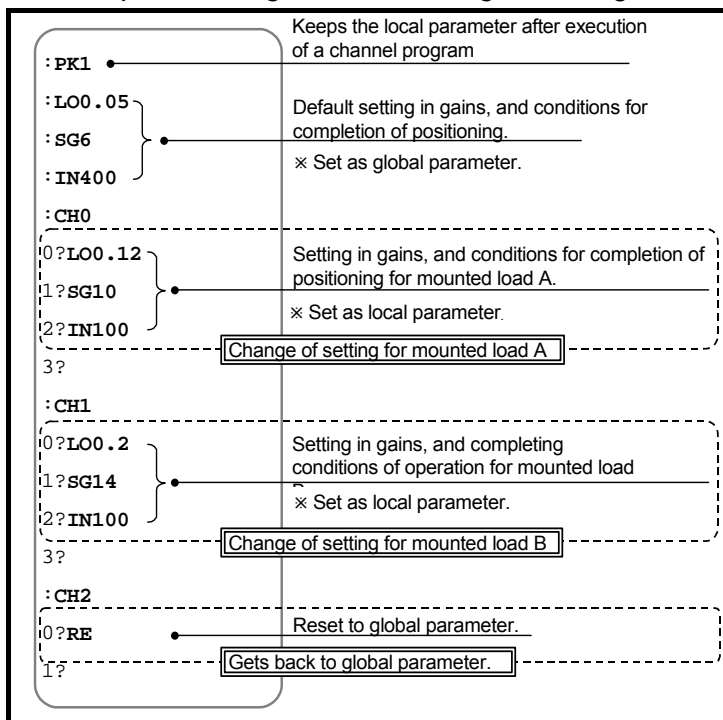 Keeps the local parameter after execution
of a channel program
:PK1
:LO0.05
:SG6
:IN400
Default setting in gains, and conditions for
completion of positioning.
※ Set as global parameter.
:CH0
0?LO0.12
1?SG10
2?IN100
Setting in gains, and conditions for completion of
positioning for mounted load A.
※ Set as local parameter.
Change of setting for mounted load A
3?
:CH1
0?LO0.2
1?SG14
2?IN100
Setting in gains, and completing
conditions of operation for mounted load
※ Set as local parameter.
Change of setting for mounted load B
3?
:CH2
0?RE
Reset to global parameter.
Gets back to global parameter.
1?